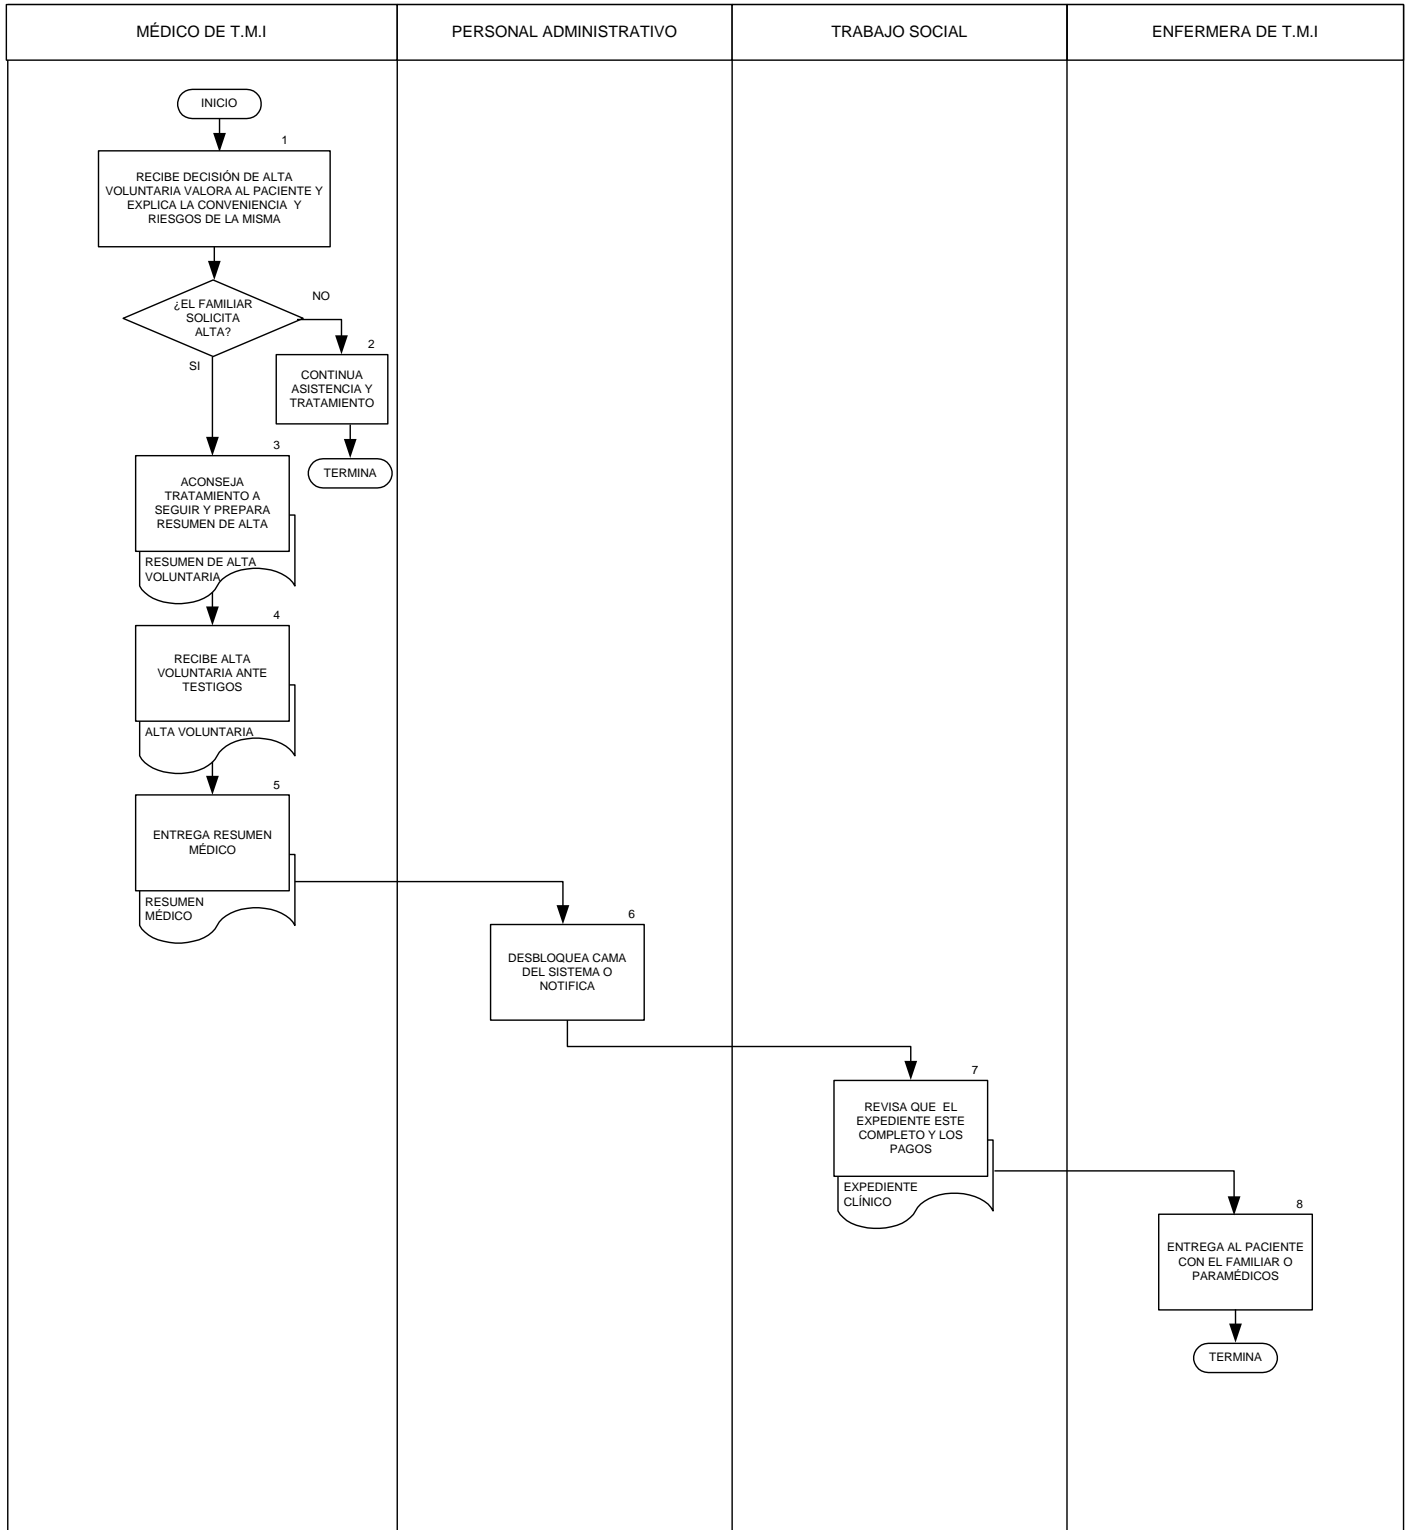 MÉDICO DE T.M.I
PERSONAL ADMINISTRATIVO
TRABAJO SOCIAL
ENFERMERA DE T.M.I
INICIO
1
RECIBE DECISIÓN DE ALTA
VOLUNTARIA VALORA AL PACIENTE Y
EXPLICA LA CONVENIENCIA Y
RIESGOS DE LA MISMA
¿EL FAMILIAR
SOLICITA
ALTA?
NO
SI
2
CONTINUA
ASISTENCIA Y
TRATAMIENTO
TERMINA
3
ACONSEJA
TRATAMIENTO A
SEGUIR Y PREPARA
RESUMEN DE ALTA
RESUMEN DE ALTA
VOLUNTARIA
4
RECIBE ALTA
VOLUNTARIA ANTE
TESTIGOS
ALTA VOLUNTARIA
5
ENTREGA RESUMEN
MÉDICO
RESUMEN
MÉDICO
6
DESBLOQUEA CAMA
DEL SISTEMA O
NOTIFICA
7
REVISA QUE EL
EXPEDIENTE ESTE
COMPLETO Y LOS
PAGOS
EXPEDIENTE
CLÍNICO
8
ENTREGA AL PACIENTE
CON EL FAMILIAR O
PARAMÉDICOS
TERMINA